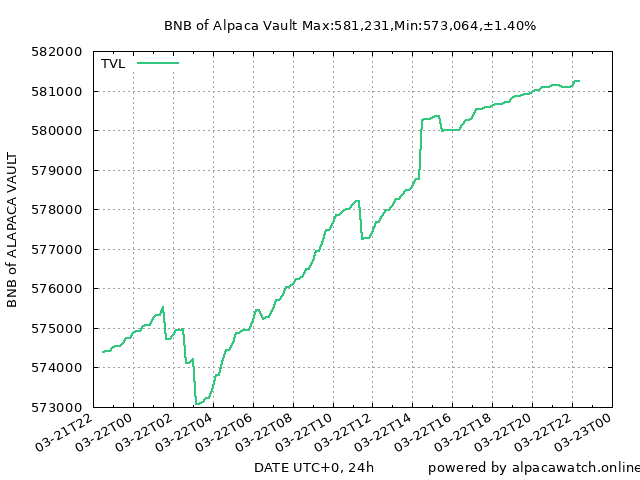 BNB of Alpaca Vault Max:581,231,Min:573,064,±1.40%
582000
TVL
581000
580000
579000
578000
577000
576000
575000
574000
573000
BNB of ALAPACA VAULT
03-21T22
03-22T00
03-22T02
03-22T04
03-22T06
03-22T08
03-22T10
03-22T12
03-22T14
03-22T16
03-22T18
03-22T20
03-22T22
03-23T00
DATE UTC+0, 24h
powered by alpacawatch.online